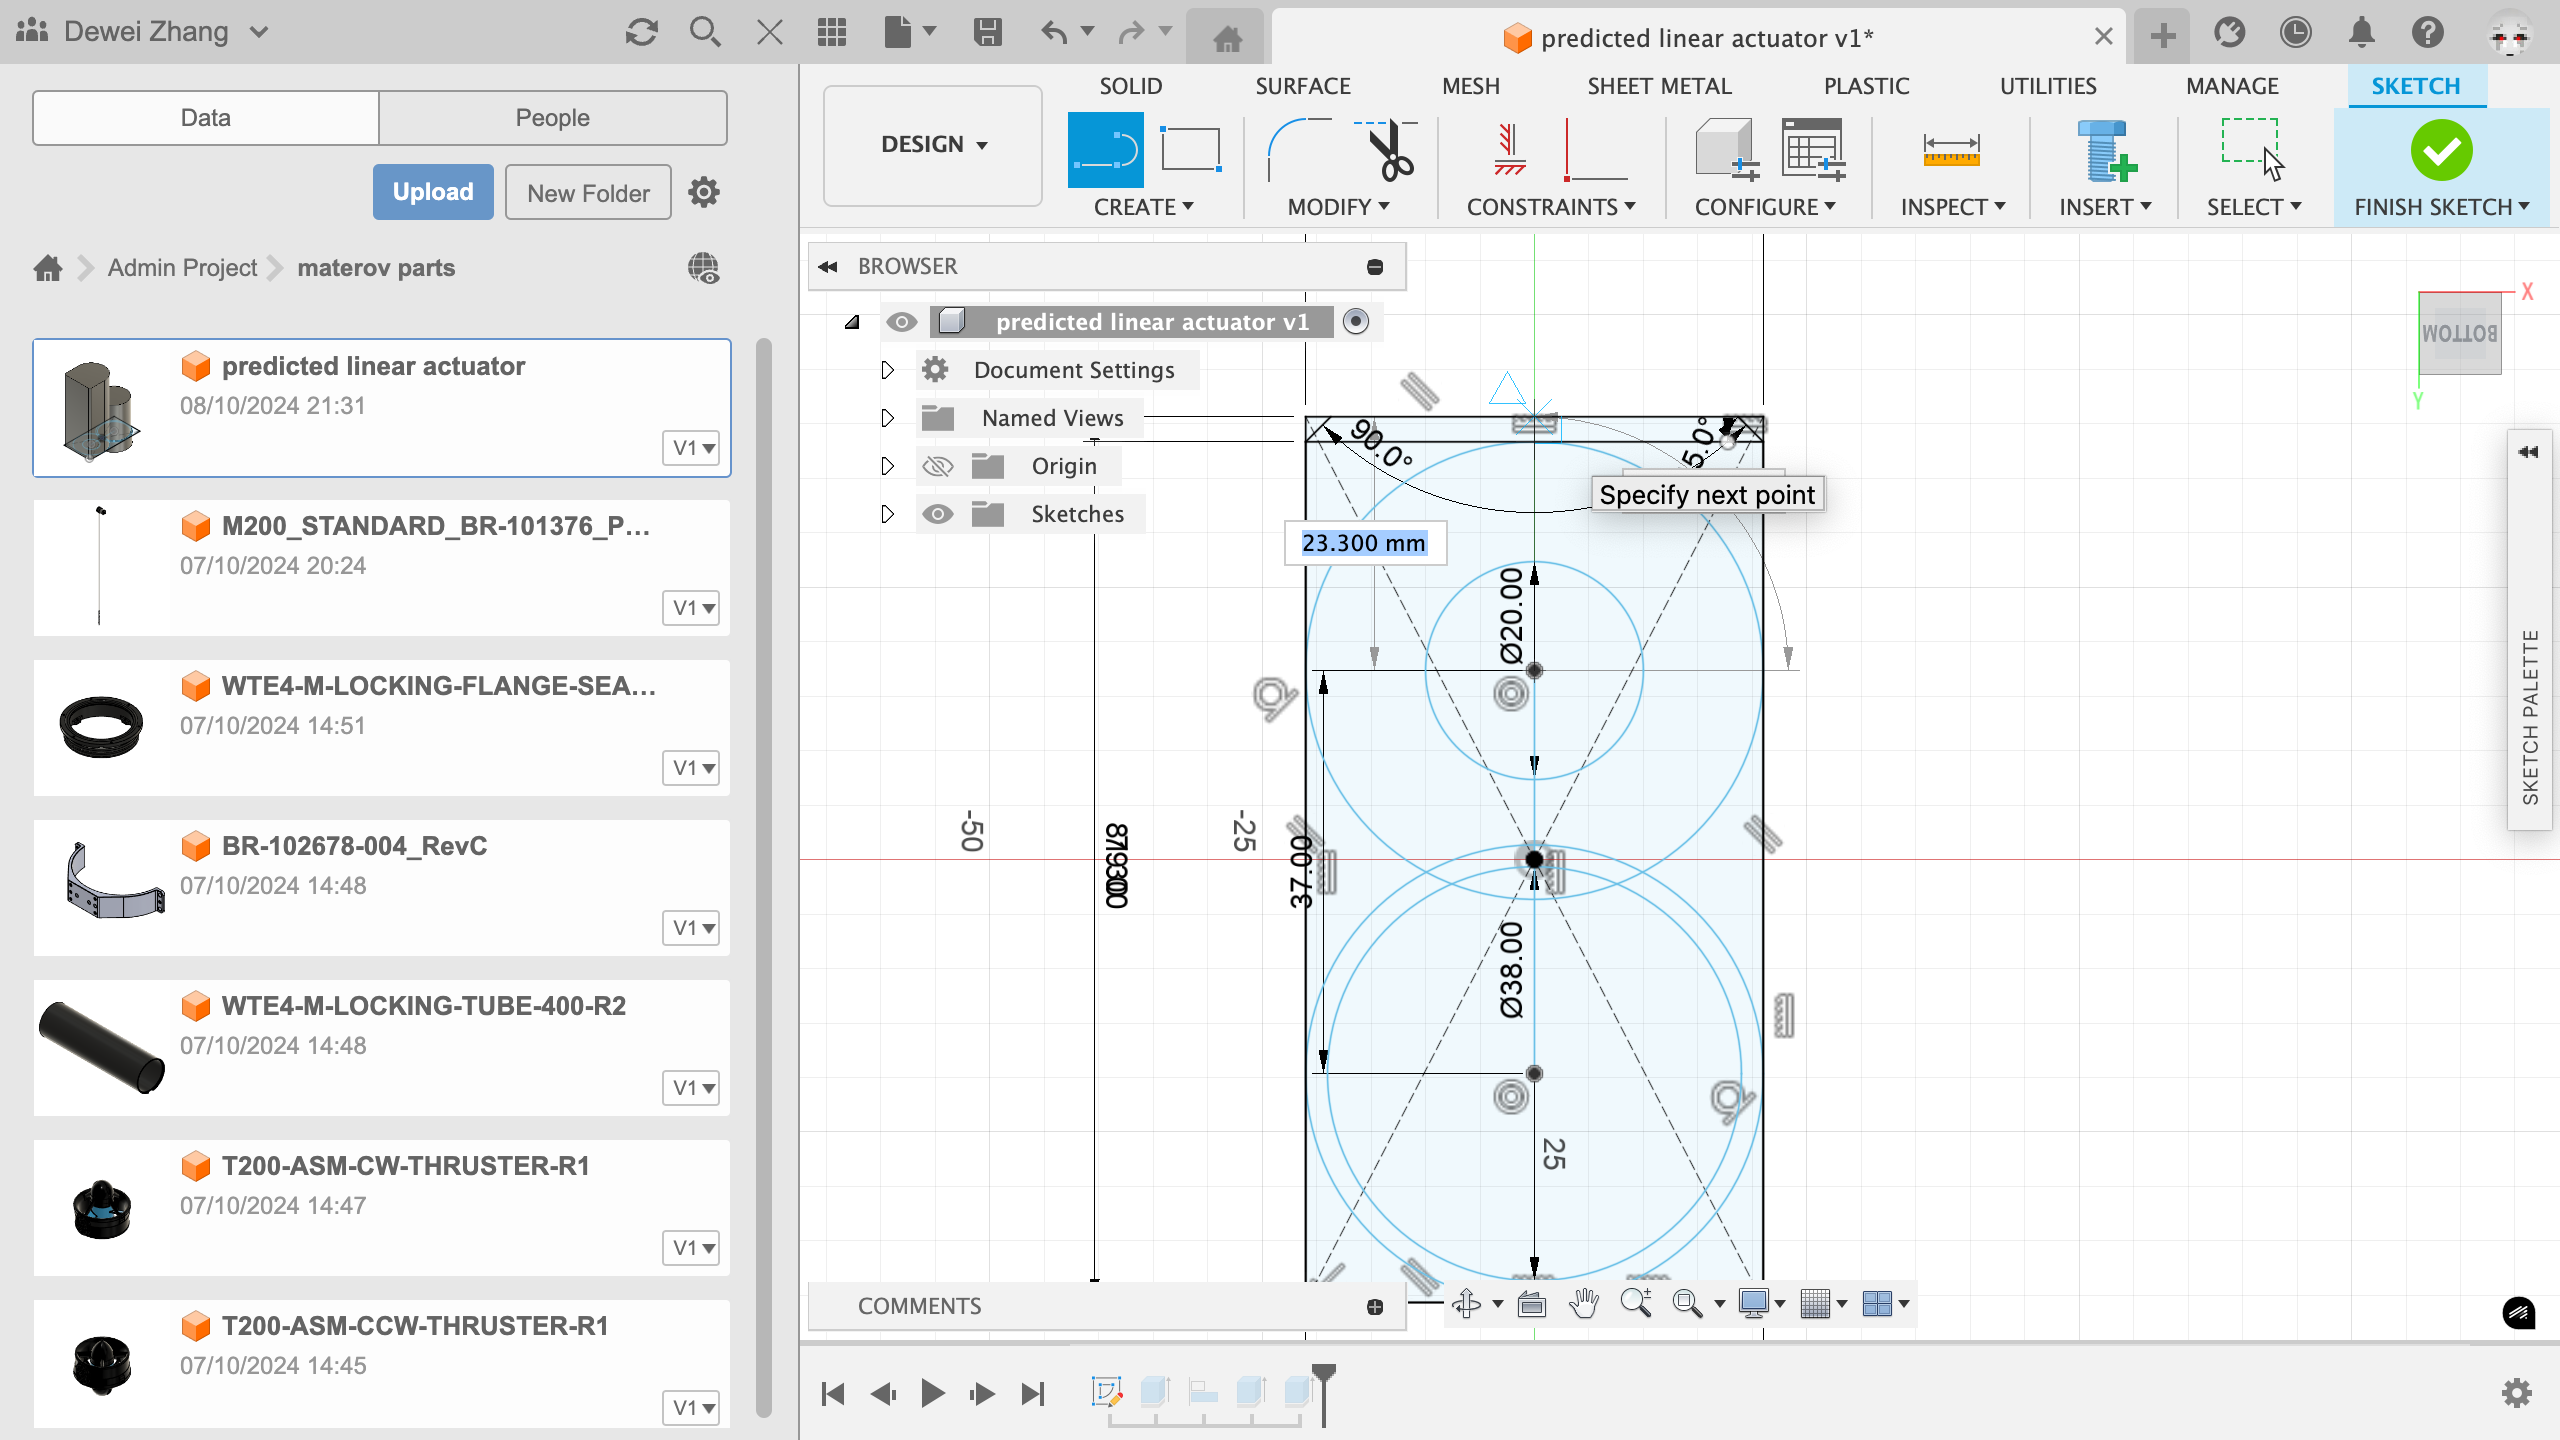 Dewei Zhang
predicted linear actuator v1*
Data
People
Upload
New Folder
Admin Project
materov parts
predicted linear actuator
08/10/2024 21:31
V1
M200_STANDARD_BR-101376_P...
07/10/2024 20:24
V1
WTE4-M-LOCKING-FLANGE-SEA...
07/10/2024 14:51
V1
BR-102678-004_RevC
07/10/2024 14:48
V1
WTE4-M-LOCKING-TUBE-400-R2
07/10/2024 14:48
V1
T200-ASM-CW-THRUSTER-R1
07/10/2024 14:47
V1
T200-ASM-CCW-THRUSTER-R1
07/10/2024 14:45
V1
DESIGN
SOLID
SURFACE
MESH
SHEET METAL
PLASTIC
UTILITIES
MANAGE
SKETCH
CREATE
MODIFY
CONSTRAINTS
CONFIGURE
INSPECT
INSERT
SELECT
FINISH SKETCH
BROWSER
predicted linear actuator v1
Document Settings
Named Views
Origin
Sketches
X
BOTTOM
Y
90.0°
5.0°
Specify next point
23.300 mm
Ø20.00
-50
-25
37.00
Ø38.00
25
SKETCH PALETTE
COMMENTS